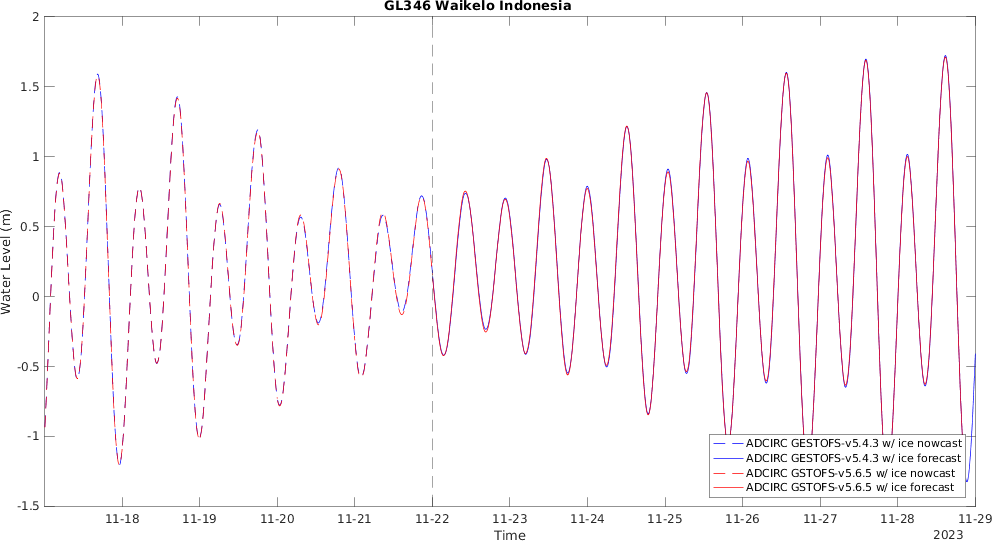 GL346 Waikelo Indonesia
2
1.5
1
0.5
0
-0.5
-1
-1.5
Water Level (m)
ADCIRC GESTOFS-v5.4.3 w/ ice nowcast
ADCIRC GESTOFS-v5.4.3 w/ ice forecast
ADCIRC GSTOFS-v5.6.5 w/ ice nowcast
ADCIRC GSTOFS-v5.6.5 w/ ice forecast
11-18 11-19 11-20 11-21 11-22 11-23 11-24 11-25 11-26 11-27 11-28 11-29
Time
2023